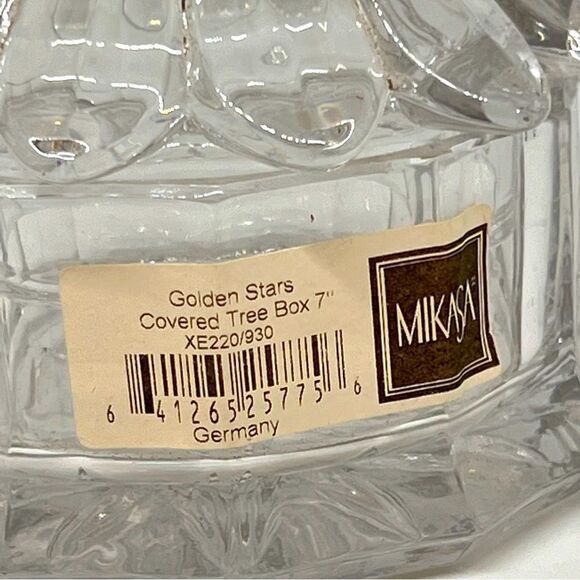 Golden Stars
Covered Tree Box 7"
XE220/930
6 41265 25775 6
Germany
MIKASA